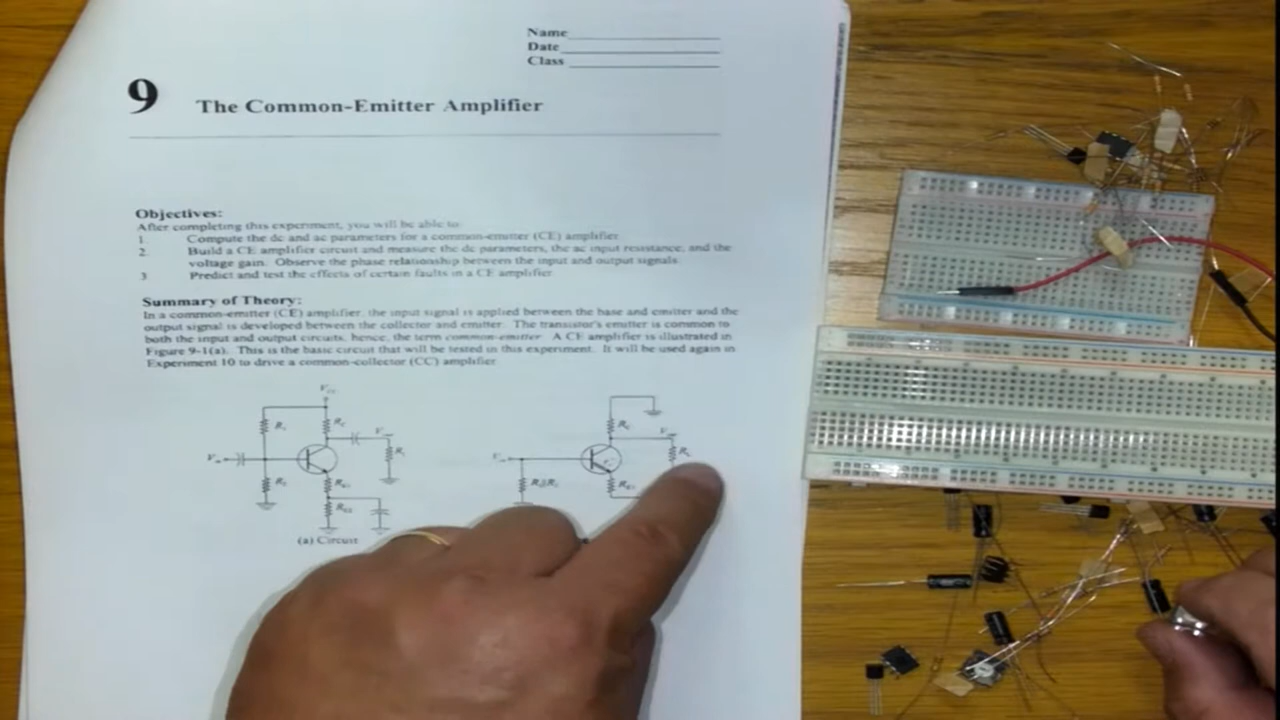 Name
Date
Class
9 The Common-Emitter Amplifier
Objectives:
After completing this experiment, you will be able to:
1. Compute the dc and ac parameters for a common-emitter (CE) amplifier.
2. Build a CE amplifier circuit and measure the dc parameters, the ac input resistance, and the
voltage gain. Observe the phase relationship between the input and output signals.
3. Predict and test the effects of certain faults in a CE amplifier.
Summary of Theory:
In a common-emitter (CE) amplifier, the input signal is applied between the base and emitter and the
output signal is developed between the collector and emitter. The transistor's emitter is common to
both the input and output circuits, hence, the term common-emitter. A CE amplifier is illustrated in
Figure 9-1(a). This is the basic circuit that will be tested in this experiment. It will be used again in
Experiment 10 to drive a common-collector (CC) amplifier.
(a) Circuit